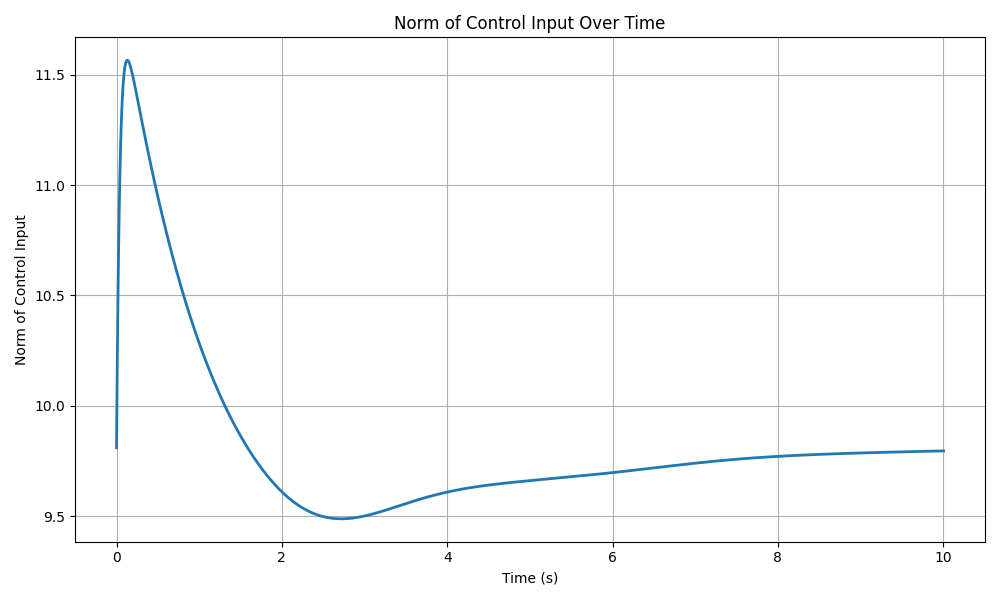 Norm of Control Input Over Time
Norm of Control Input
11.5
11.0
10.5
10.0
9.5
0 2 4 6 8 10
Time (s)